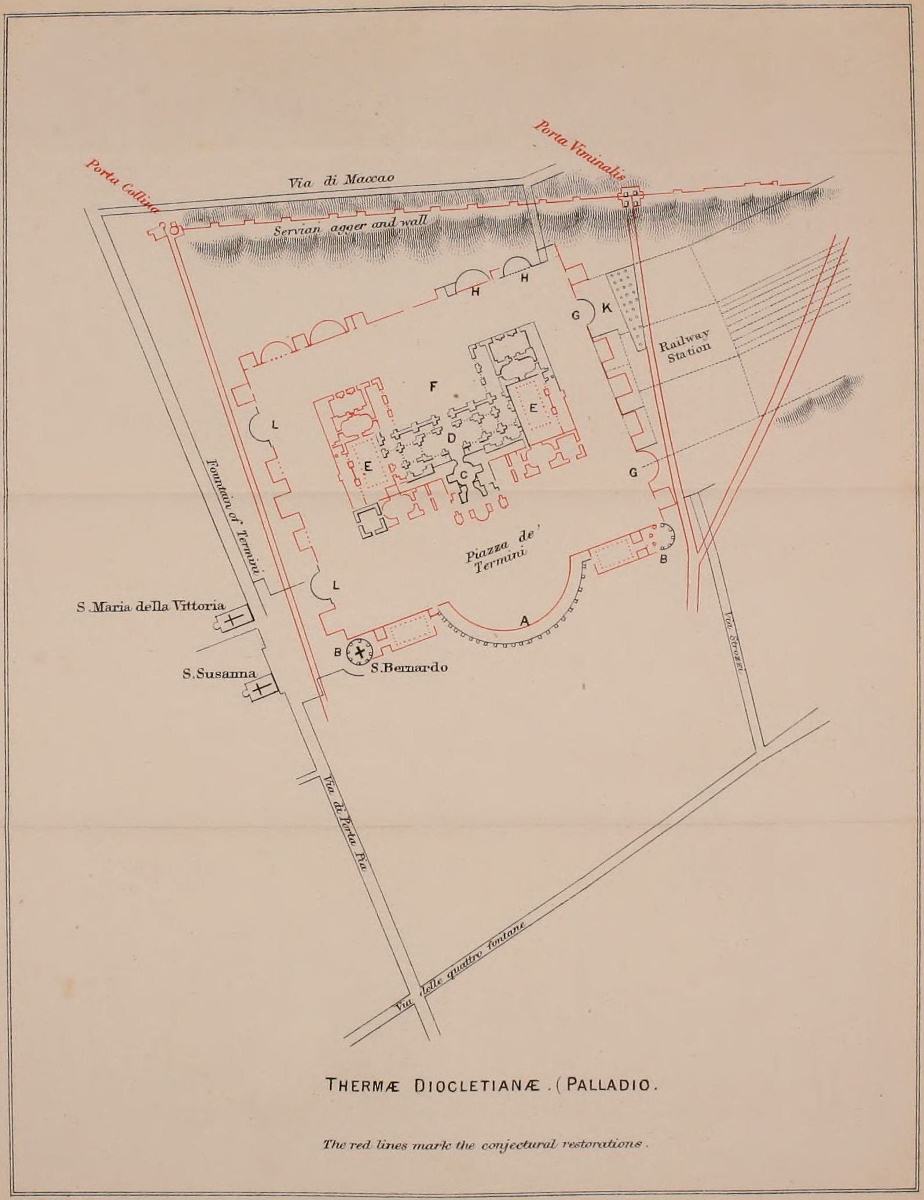 Porta Viminalis
Porta Collina
Via di Maccao
Servian agger and wall
H
H
G
K
Railway
Station
F
E
L
D
E
C
G
Fountain of Termini
Piazza de'
Termini
B
L
S. Maria della Vittoria
A
Via Strozzi
B
S. Bernardo
S. Susanna
Via di Porta Pia
Via delle quattro fontane
THERMÆ DIOCLETIANÆ. (PALLADIO.
The red lines mark the conjectural restorations.